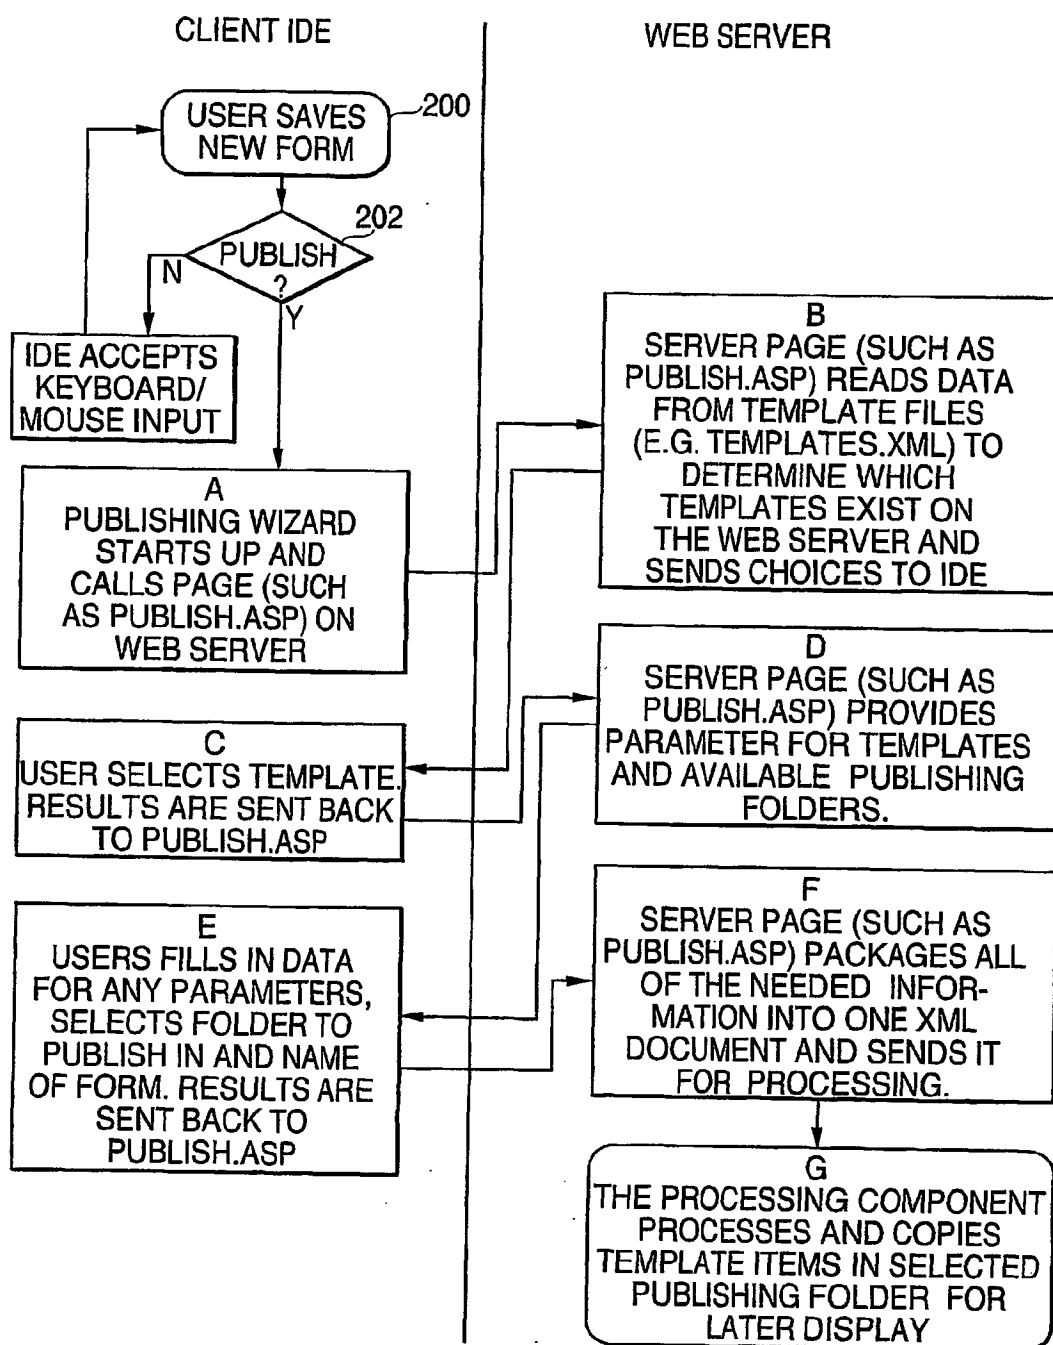 CLIENT IDE
WEB SERVER
USER SAVES
NEW FORM
200
202
PUBLISH
?
N
Y
IDE ACCEPTS
KEYBOARD/
MOUSE INPUT
A
PUBLISHING WIZARD
STARTS UP AND
CALLS PAGE (SUCH
AS PUBLISH.ASP) ON
WEB SERVER
B
SERVER PAGE (SUCH AS
PUBLISH.ASP) READS DATA
FROM TEMPLATE FILES
(E.G. TEMPLATES.XML) TO
DETERMINE WHICH
TEMPLATES EXIST ON
THE WEB SERVER AND
SENDS CHOICES TO IDE
C
USER SELECTS TEMPLATE.
RESULTS ARE SENT BACK
TO PUBLISH.ASP
D
SERVER PAGE (SUCH AS
PUBLISH.ASP) PROVIDES
PARAMETER FOR TEMPLATES
AND AVAILABLE PUBLISHING
FOLDERS.
E
USERS FILLS IN DATA
FOR ANY PARAMETERS,
SELECTS FOLDER TO
PUBLISH IN AND NAME
OF FORM. RESULTS ARE
SENT BACK TO
PUBLISH.ASP
F
SERVER PAGE (SUCH AS
PUBLISH.ASP) PACKAGES ALL
OF THE NEEDED INFOR-
MATION INTO ONE XML
DOCUMENT AND SENDS IT
FOR PROCESSING.
G
THE PROCESSING COMPONENT
PROCESSES AND COPIES
TEMPLATE ITEMS IN SELECTED
PUBLISHING FOLDER FOR
LATER DISPLAY